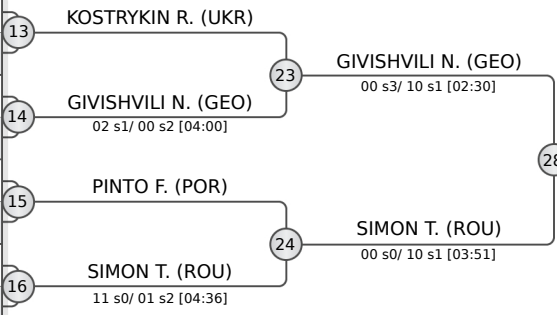 KOSTRYKIN R. (UKR)
13
23
GIVISHVILI N. (GEO)
00 s3/ 10 s1 [02:30]
GIVISHVILI N. (GEO)
14
02 s1/ 00 s2 [04:00]
28
PINTO F. (POR)
15
24
SIMON T. (ROU)
00 s0/ 10 s1 [03:51]
SIMON T. (ROU)
16
11 s0/ 01 s2 [04:36]